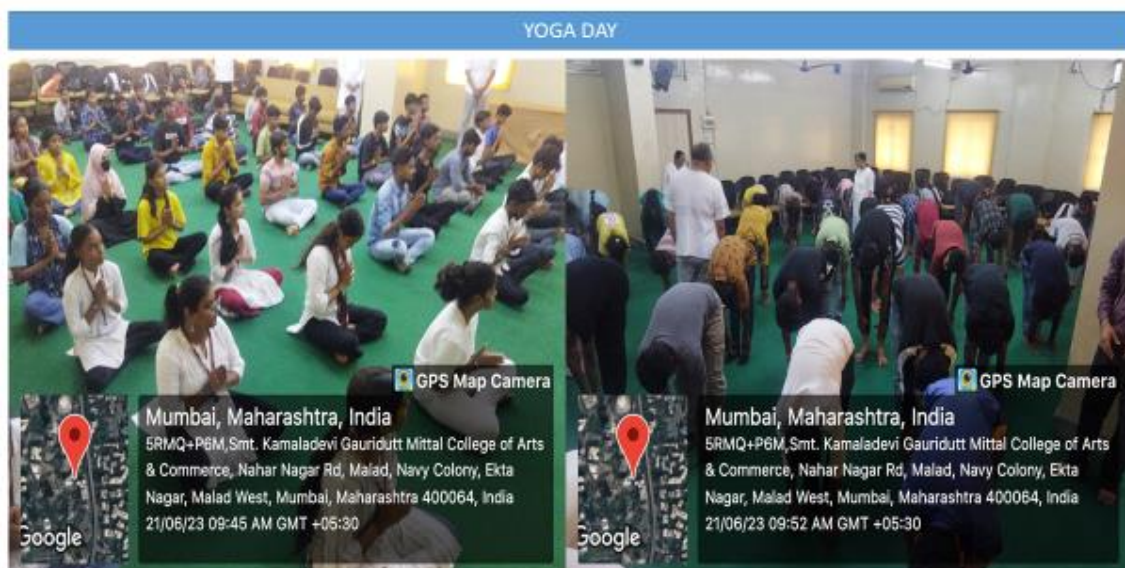 YOGA DAY
GPS Map Camera
Mumbai, Maharashtra, India
5RMQ+P6M,Smt. Kamaladevi Gauridutt Mittal College of Arts
& Commerce, Nahar Nagar Rd, Malad, Navy Colony, Ekta
Nagar, Malad West, Mumbai, Maharashtra 400064, India
21/06/23 09:45 AM GMT +05:30
Google
GPS Map Camera
Mumbai, Maharashtra, India
5RMQ+P6M,Smt. Kamaladevi Gauridutt Mittal College of Arts
& Commerce, Nahar Nagar Rd, Malad, Navy Colony, Ekta
Nagar, Malad West, Mumbai, Maharashtra 400064, India
21/06/23 09:52 AM GMT +05:30
Google